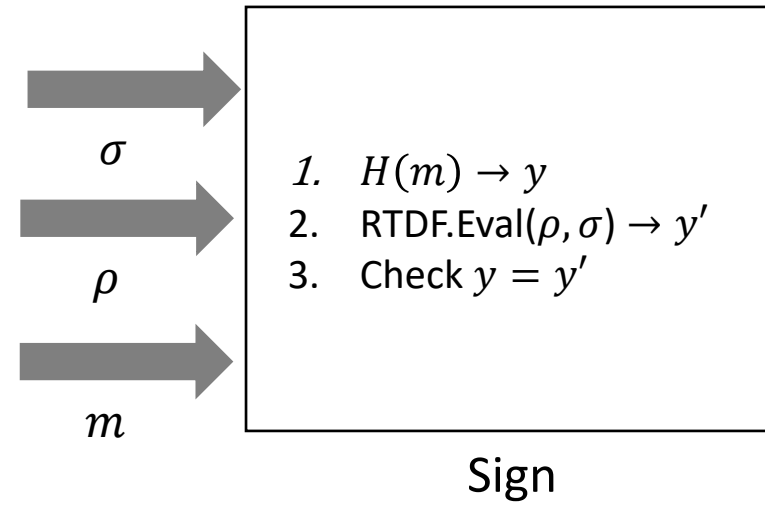 σ
ρ
m
1. H(m) → y
2. RTDF.Eval(ρ, σ) → y′
3. Check y = y′
Sign